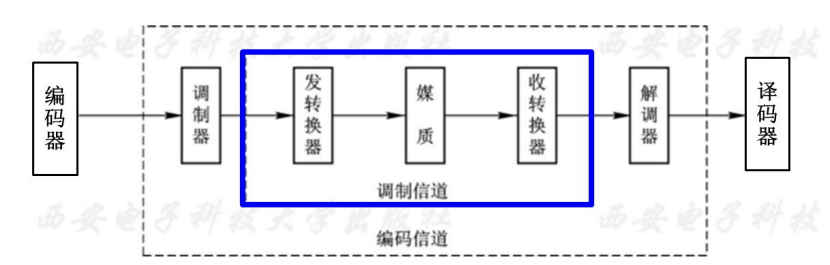 西安电子科技大学出版社
西安电子科技
编码器
调制器
发转换器
媒质
收转换器
解调器
译码器
调制信道
编码信道
西安电子科技大学出版社
西安电子科技